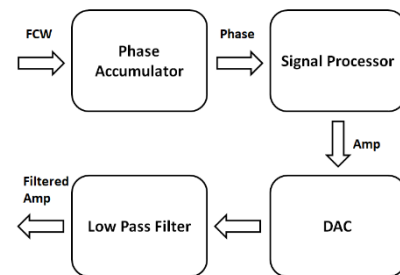 FCW
Phase
Accumulator
Phase
Signal Processor
Amp
DAC
Low Pass Filter
Filtered
Amp